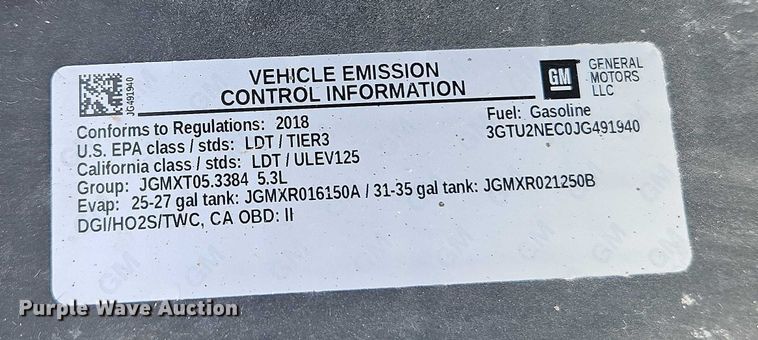 VEHICLE EMISSION
CONTROL INFORMATION
GM
GENERAL
MOTORS
LLC
JG491940
Conforms to Regulations: 2018
Fuel: Gasoline
U.S. EPA class / stds: LDT / TIER3
3GTU2NEC0JG491940
California class / stds: LDT / ULEV125
Group: JGMXT05.3384 5.3L
Evap: 25-27 gal tank: JGMXR016150A / 31-35 gal tank: JGMXR021250B
DGI/HO2S/TWC, CA OBD: II
Purple Wave Auction